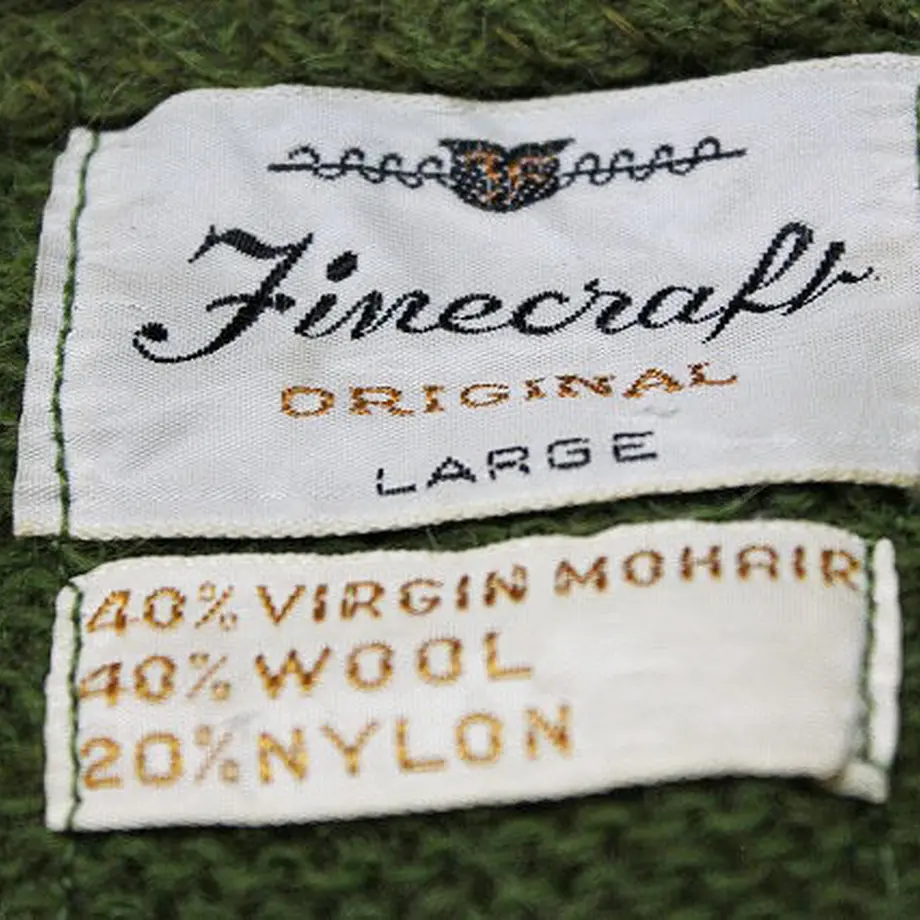 Finecraft
ORIGINAL
LARGE
40% VIRGIN MOHAIR
40% WOOL
20% NYLON